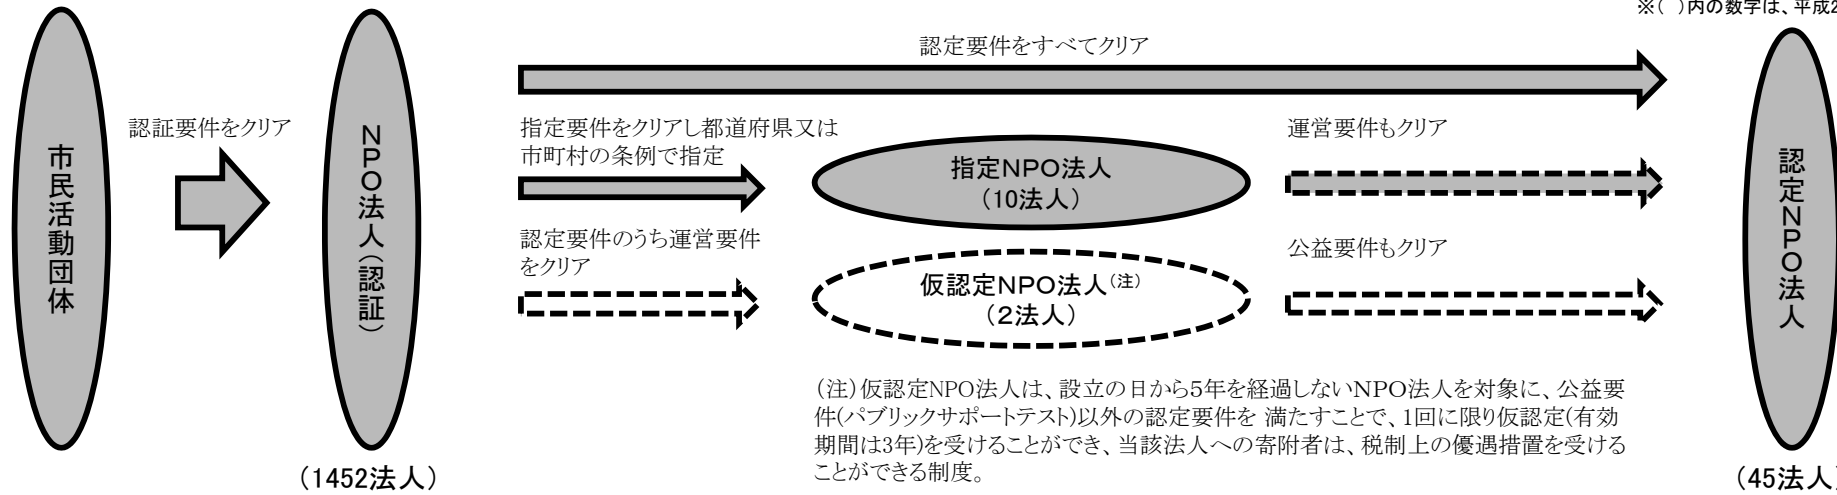 ※(　)内の数字は、平成2
認定要件をすべてクリア
認証要件をクリア
指定要件をクリアし都道府県又は
市町村の条例で指定
運営要件もクリア
市民活動団体
NPO法人(認証)
指定NPO法人
(10法人)
認定NPO法人
認定要件のうち運営要件
をクリア
公益要件もクリア
仮認定NPO法人(注)
(2法人)
(注)仮認定NPO法人は、設立の日から5年を経過しないNPO法人を対象に、公益要
件(パブリックサポートテスト)以外の認定要件を 満たすことで、1回に限り仮認定(有効
期間は3年)を受けることができ、当該法人への寄附者は、税制上の優遇措置を受ける
ことができる制度。
(1452法人)
(45法人)